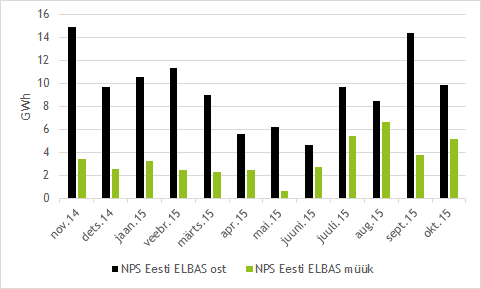 16
14
12
10
8
6
4
2
0
GWh
nov.14
dets.14
jaan.15
veebr.15
märts.15
apr.15
mai.15
juuni.15
juuli.15
aug.15
sept.15
okt.15
NPS Eesti ELBAS ost
NPS Eesti ELBAS müük